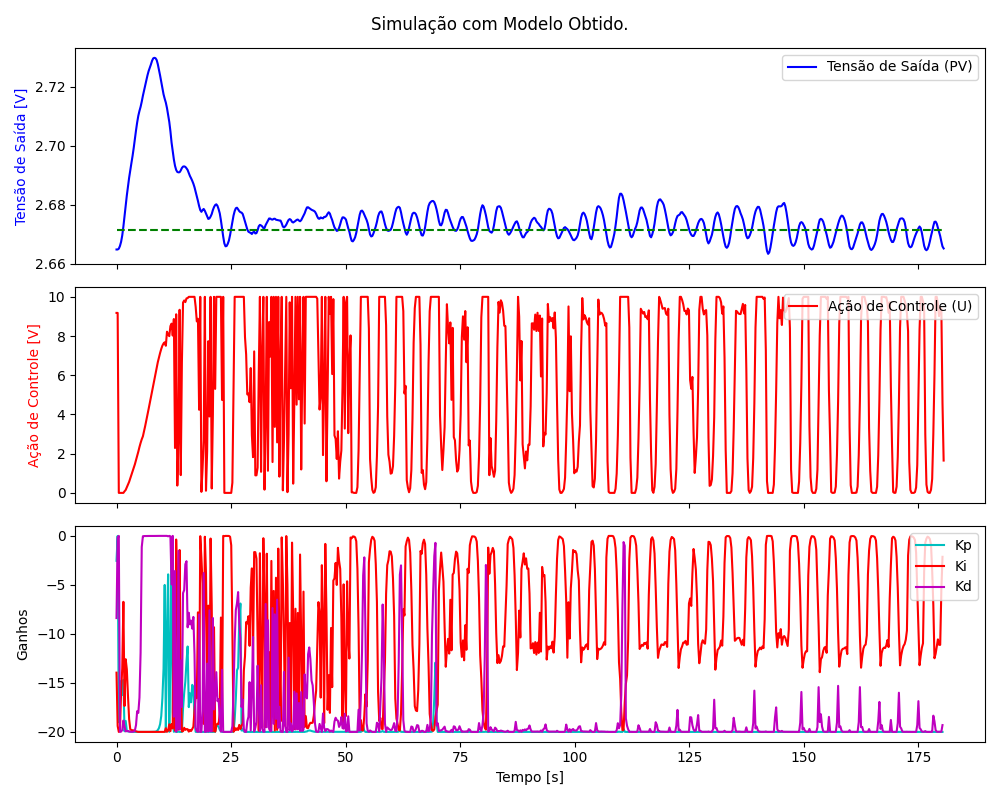 Simulação com Modelo Obtido.
Tensão de Saída [V]
2.72
2.70
2.68
2.66
Tensão de Saída (PV)
Ação de Controle [V]
10
8
6
4
2
0
Ação de Controle (U)
Ganhos
0
−5
−10
−15
−20
Kp
Ki
Kd
0 25 50 75 100 125 150 175
Tempo [s]